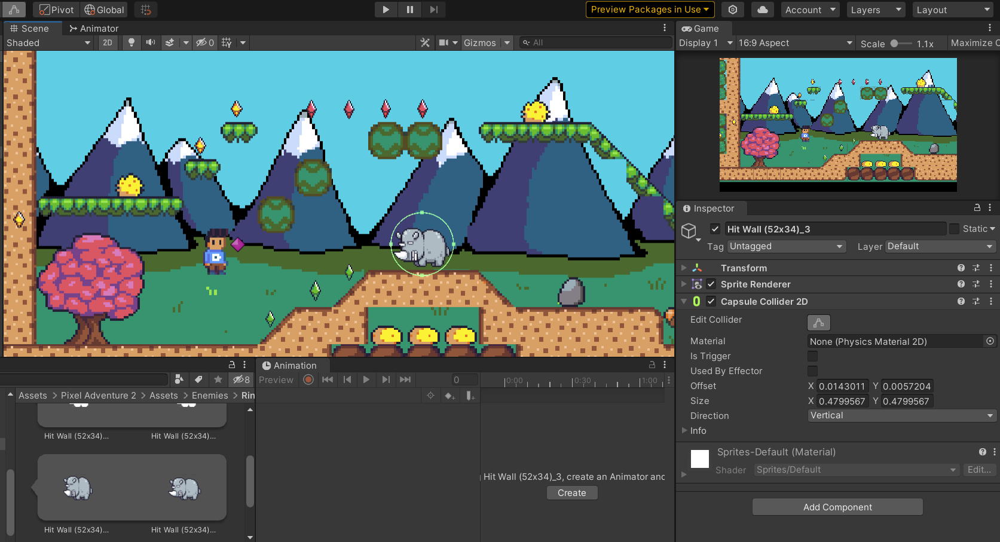 Pivot Global Preview Packages in Use Account Layers Layout
Scene Animator
Shaded 2D 0 Gizmos All
Game
Display 1 16:9 Aspect Scale 1.1x Maximize O
Inspector
Hit Wall (52x34)_3 Static
Tag Untagged Layer Default
Transform
Sprite Renderer
Capsule Collider 2D
Edit Collider
Material None (Physics Material 2D)
Is Trigger
Used By Effector
Offset X 0.0143011 Y 0.0057204
Size X 0.4799567 Y 0.4799567
Direction Vertical
Info
Sprites-Default (Material)
Shader Sprites/Default Edit...
Add Component
8
Assets > Pixel Adventure 2 > Assets > Enemies > Rin
Hit Wall (52x34)... Hit Wall (52x34)...
Hit Wall (52x34)... Hit Wall (52x34)...
Animation
Preview 0 0:00 0:30 1:00
Hit Wall (52x34)_3, create an Animator and
Create